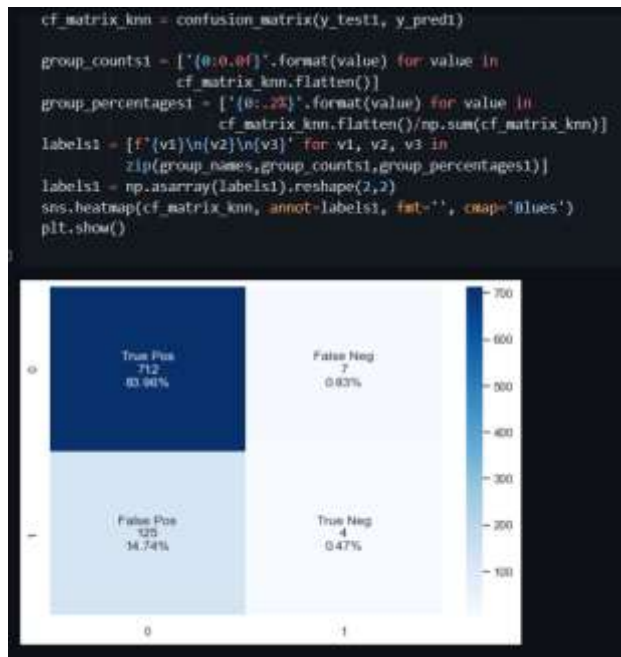 cf_matrix_knn = confusion_matrix(y_test1, y_pred1)
group_counts1 = ['{0:0.0f}'.format(value) for value in
cf_matrix_knn.flatten()]
group_percentages1 = ['{0:.2%}'.format(value) for value in
cf_matrix_knn.flatten()/np.sum(cf_matrix_knn)]
labels1 = [f'{v1}\n{v2}\n{v3}' for v1, v2, v3 in
zip(group_names,group_counts1,group_percentages1)]
labels1 = np.asarray(labels1).reshape(2,2)
sns.heatmap(cf_matrix_knn, annot=labels1, fmt='', cmap='Blues')
plt.show()
700
True Pos
712
83.96%
False Neg
7
0.83%
600
0
500
400
300
False Pos
125
14.74%
True Neg
4
0.47%
1
200
100
0
1